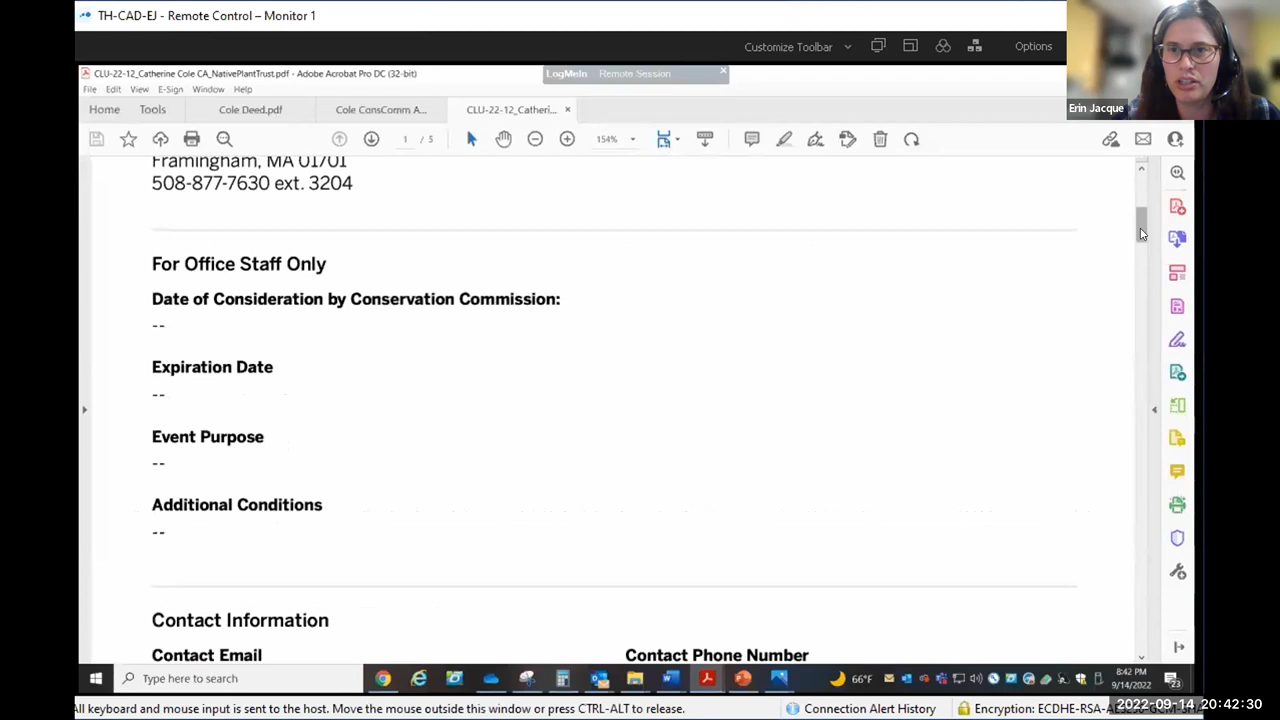 TH-CAD-EJ - Remote Control – Monitor 1
Customize Toolbar
Options
Erin Jacque
CLU-22-12_Catherine Cole CA_NativePlantTrust.pdf - Adobe Acrobat Pro DC (32-bit)
LogMeIn Remote Session
File Edit View E-Sign Window Help
Home Tools Cole Deed.pdf Cole ConsComm A... CLU-22-12_Catheri...
1 / 5 154%
Framingham, MA 01701
508-877-7630 ext. 3204
For Office Staff Only
Date of Consideration by Conservation Commission:
--
Expiration Date
--
Event Purpose
--
Additional Conditions
--
Contact Information
Contact Email Contact Phone Number
Type here to search
66°F
8:42 PM
9/14/2022
23
All keyboard and mouse input is sent to the host. Move the mouse outside this window or press CTRL-ALT to release.
Connection Alert History
Encryption: ECDHE-RSA-
2022-09-14 20:42:30